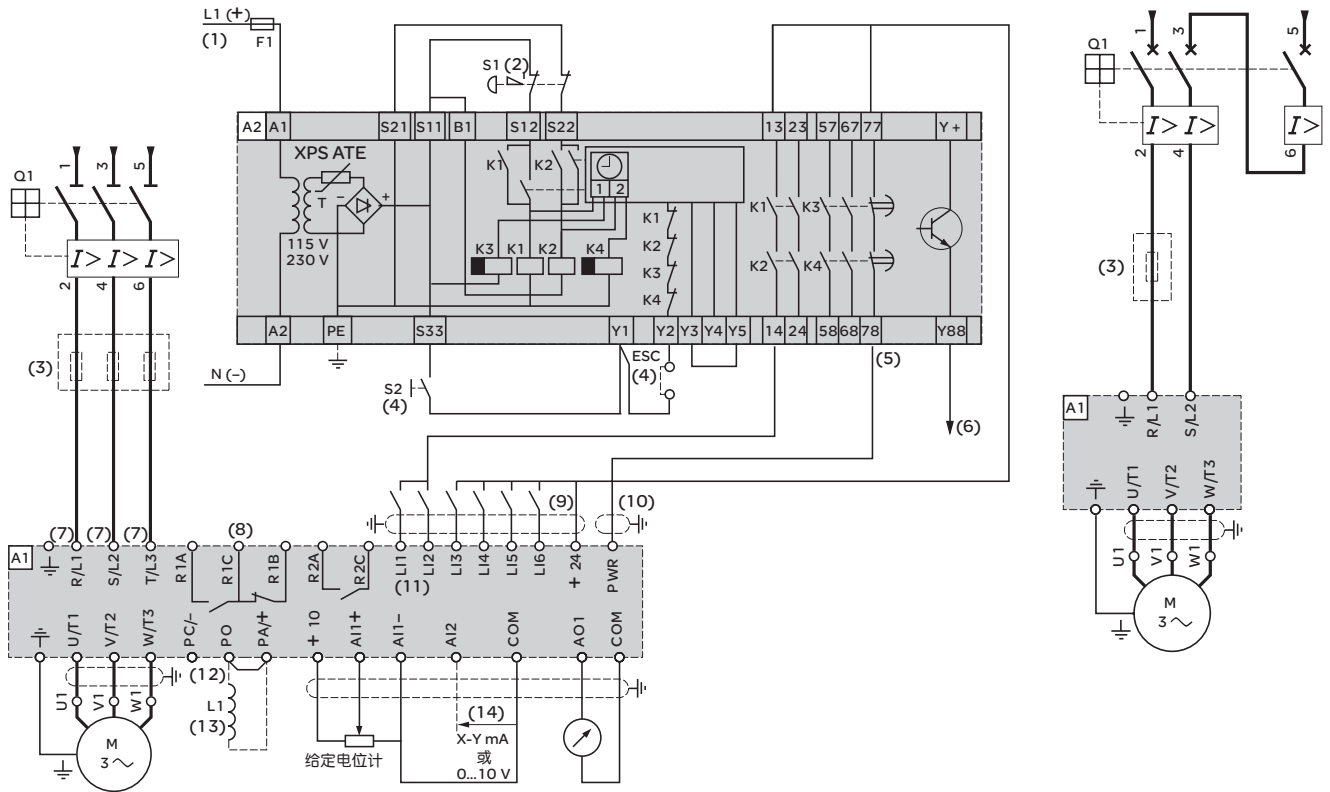 L1 (+)
(1)
F1
S1 (2)
A2 A1 S21 S11 B1 S12 S22 13 23 57 67 77 Y +
XPS ATE
K1 K2
1 2
T − +
115 V
230 V
K3 K1 K2 K4
K1
K2
K3
K4
K1 K3
K2 K4
A2 PE S33 Y1 Y2 Y3 Y4 Y5 14 24 58 68 78 Y88
N (−)
S2
(4)
ESC
(4)
(5)
(6)
Q1
1 3 5
I> I> I>
2 4 6
(3)
(7) (7) (7) (8) (9) (10)
A1
R/L1 S/L2 T/L3 R1A R1C R1B R2A R2C LI1 LI2 LI3 LI4 LI5 LI6 + 24 PWR
(11)
U/T1 V/T2 W/T3 PC/- PO PA/+ + 10 AI1+ AI1- AI2 COM AO1 COM
(12)
U1 V1 W1
M
3
L1
(13)
给定电位计
(14)
X-Y mA
或
0...10 V
Q1
1 3 5
I> I> I>
2 4 6
(3)
A1
R/L1 S/L2
U/T1 V/T2 W/T3
U1 V1 W1
M
3